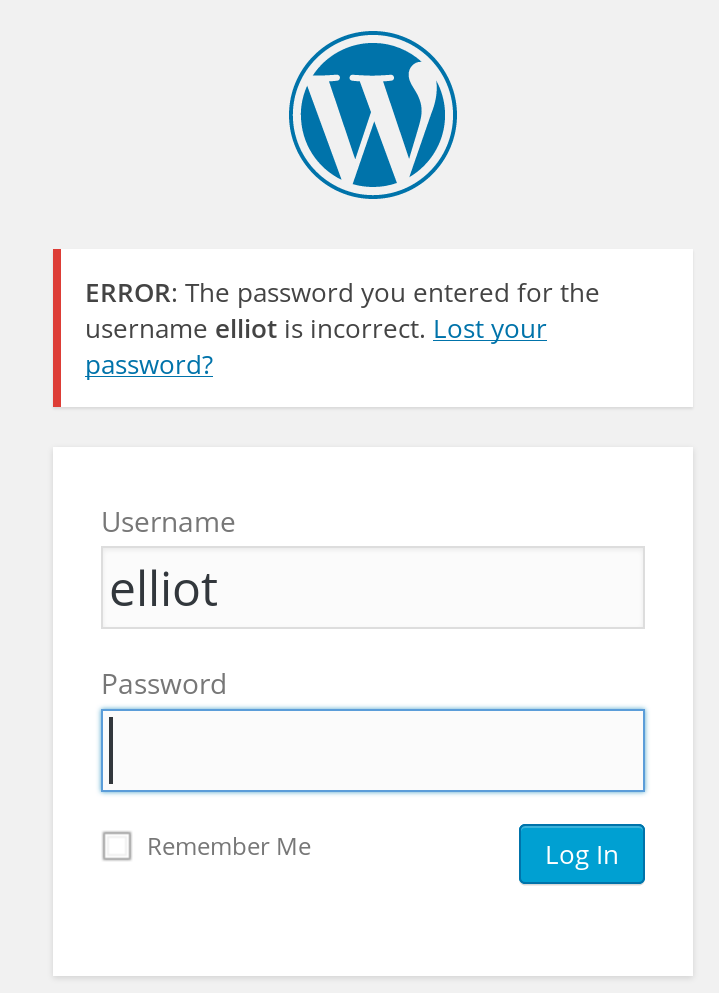 ERROR: The password you entered for the
username elliot is incorrect. Lost your
password?
Username
elliot
Password
Remember Me
Log In